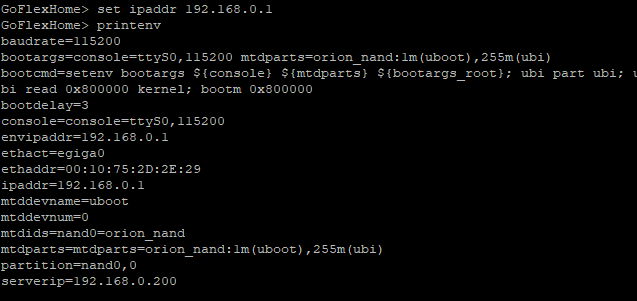 GoFlexHome> set ipaddr 192.168.0.1
GoFlexHome> printenv
baudrate=115200
bootargs=console=ttyS0,115200 mtdparts=orion_nand:1m(uboot),255m(ubi)
bootcmd=setenv bootargs ${console} ${mtdparts} ${bootargs_root}; ubi part ubi; u
bi read 0x800000 kernel; bootm 0x800000
bootdelay=3
console=console=ttyS0,115200
envipaddr=192.168.0.1
ethact=egiga0
ethaddr=00:10:75:2D:2E:29
ipaddr=192.168.0.1
mtddevname=uboot
mtddevnum=0
mtdids=nand0=orion_nand
mtdparts=mtdparts=orion_nand:1m(uboot),255m(ubi)
partition=nand0,0
serverip=192.168.0.200